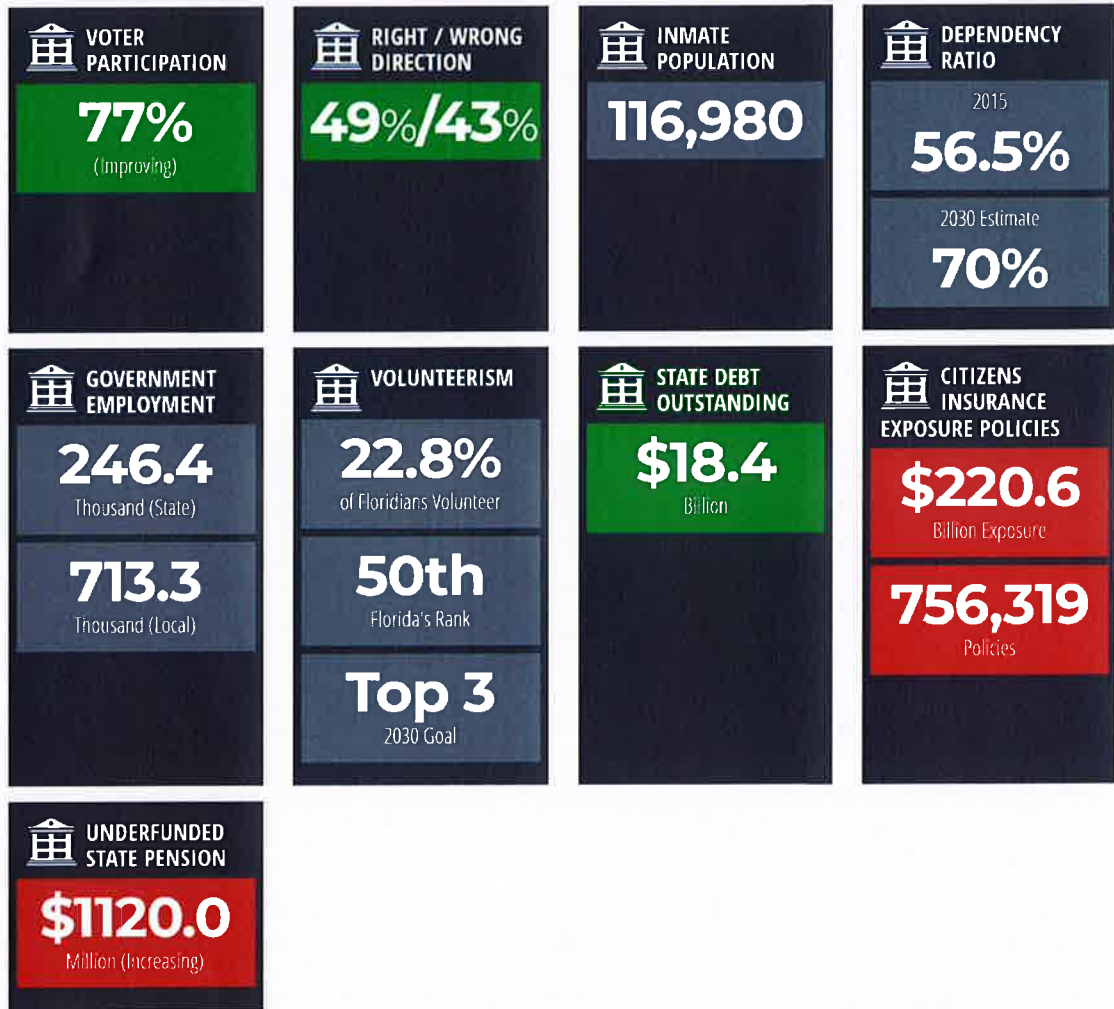 VOTER
PARTICIPATION
77%
(Improving)
RIGHT / WRONG
DIRECTION
49%/43%
INMATE
POPULATION
116,980
DEPENDENCY
RATIO
2015
56.5%
2030 Estimate
70%
GOVERNMENT
EMPLOYMENT
246.4
Thousand (State)
713.3
Thousand (Local)
VOLUNTEERISM
22.8%
of Floridians Volunteer
50th
Florida's Rank
Top 3
2030 Goal
STATE DEBT
OUTSTANDING
$18.4
Billion
CITIZENS
INSURANCE
EXPOSURE POLICIES
$220.6
Billion Exposure
756,319
Policies
UNDERFUNDED
STATE PENSION
$1120.0
Million (Increasing)